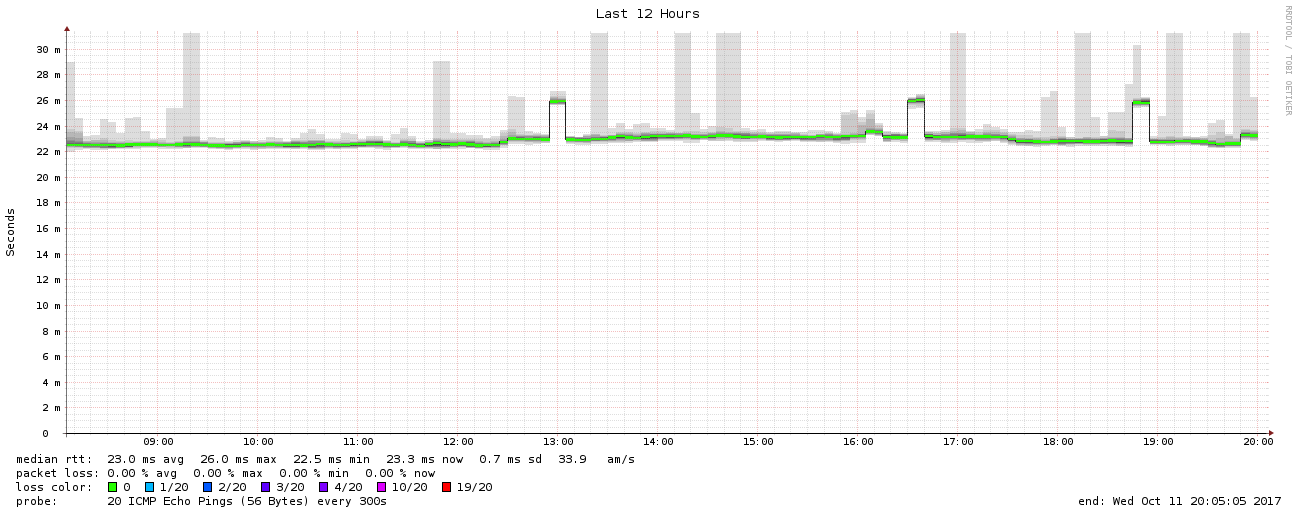 Last 12 Hours
RRDTOOL / TOBI OETIKER
Seconds
30 m
28 m
26 m
24 m
22 m
20 m
18 m
16 m
14 m
12 m
10 m
8 m
6 m
4 m
2 m
0
09:00 10:00 11:00 12:00 13:00 14:00 15:00 16:00 17:00 18:00 19:00 20:00
median rtt: 23.0 ms avg 26.0 ms max 22.5 ms min 23.3 ms now 0.7 ms sd 33.9 am/s
packet loss: 0.00 % avg 0.00 % max 0.00 % min 0.00 % now
loss color: 0 1/20 2/20 3/20 4/20 10/20 19/20
probe: 20 ICMP Echo Pings (56 Bytes) every 300s end: Wed Oct 11 20:05:05 2017